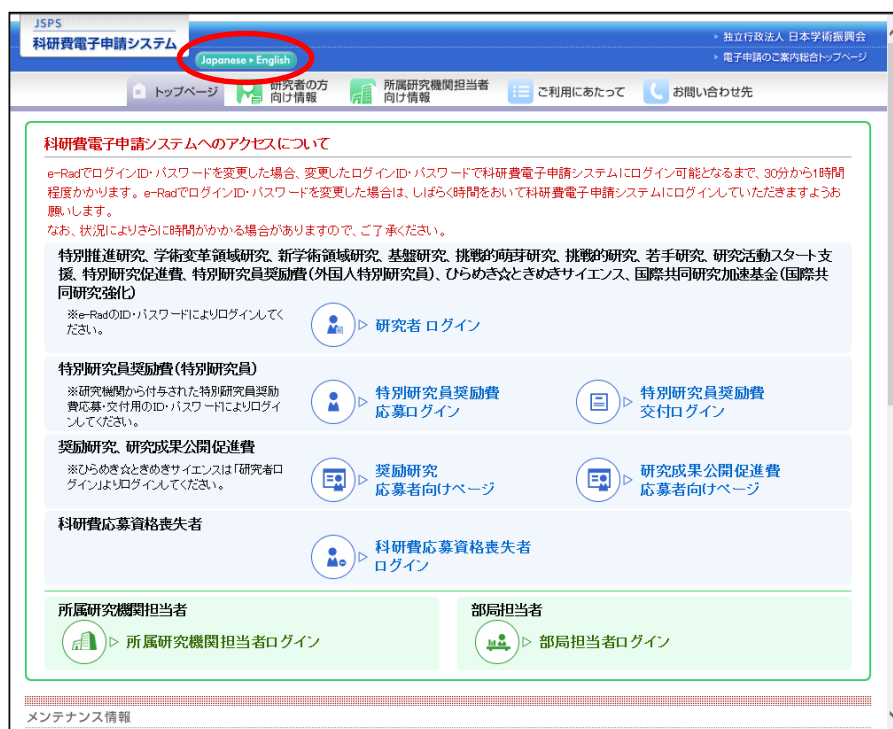 JSPS
科研費電子申請システム
Japanese ▸ English
▸ 独立行政法人 日本学術振興会
▸ 電子申請のご案内総合トップページ
トップページ
研究者の方
向け情報
所属研究機関担当者
向け情報
ご利用にあたって
お問い合わせ先
科研費電子申請システムへのアクセスについて
e-RadでログインID・パスワードを変更した場合、変更したログインID・パスワードで科研費電子申請システムにログイン可能となるまで、30分から1時間
程度かかります。e-RadでログインID・パスワードを変更した場合は、しばらく時間をおいて科研費電子申請システムにログインしていただきますようお
願いします。
なお、状況によりさらに時間がかかる場合がありますので、ご了承ください。
特別推進研究、学術変革領域研究、新学術領域研究、基盤研究、挑戦的萌芽研究、挑戦的研究、若手研究、研究活動スタート支
援、特別研究促進費、特別研究員奨励費(外国人特別研究員)、ひらめき☆ときめきサイエンス、国際共同研究加速基金(国際共
同研究強化)
※e-RadのID・パスワードによりログインしてく
ださい。
▷ 研究者 ログイン
特別研究員奨励費(特別研究員)
※研究機関から付与された特別研究員奨励
費応募・交付用のID・パスワードによりログイ
ンしてください。
▷ 特別研究員奨励費
応募ログイン
▷ 特別研究員奨励費
交付ログイン
奨励研究、研究成果公開促進費
※ひらめき☆ときめきサイエンスは「研究者ロ
グイン」よりログインしてください。
▷ 奨励研究
応募者向けページ
▷ 研究成果公開促進費
応募者向けページ
科研費応募資格喪失者
▷ 科研費応募資格喪失者
ログイン
所属研究機関担当者
▷ 所属研究機関担当者ログイン
部局担当者
▷ 部局担当者ログイン
メンテナンス情報